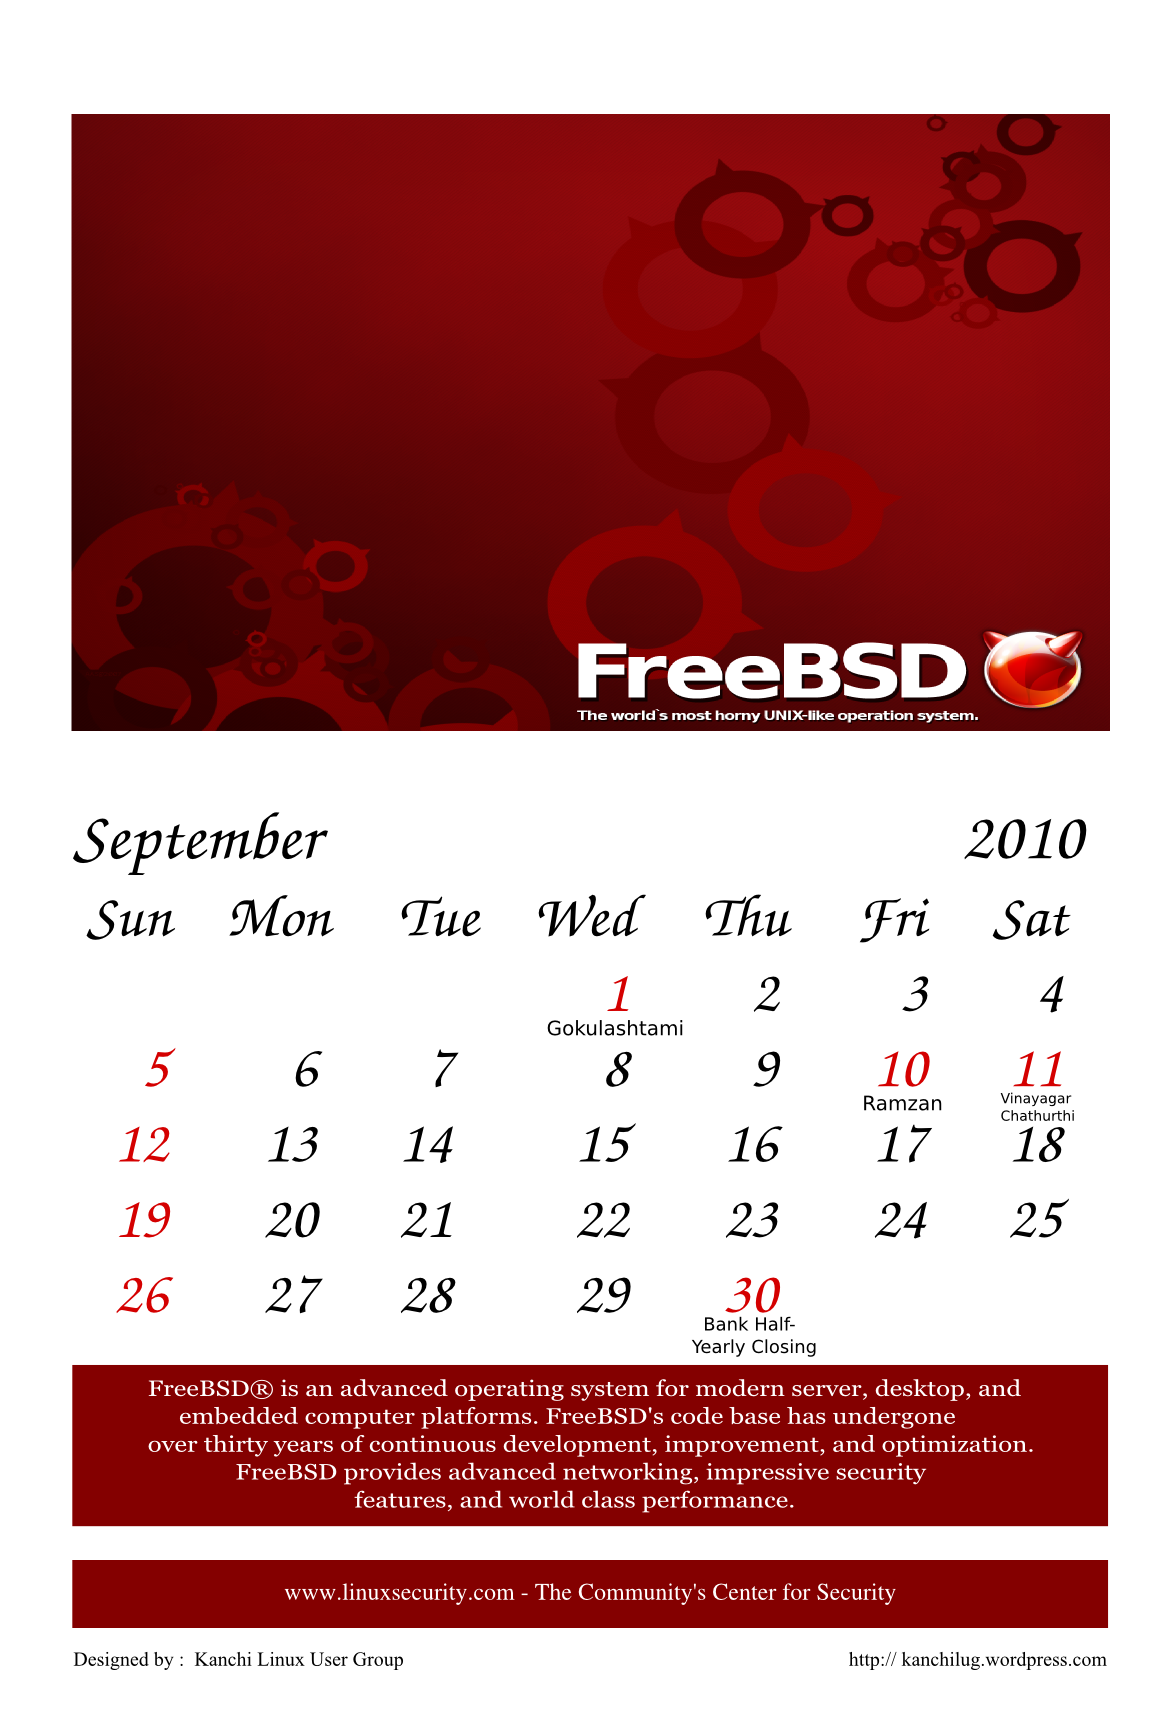 FreeBSD
The world`s most horny UNIX-like operation system.
September 2010
Sun Mon Tue Wed Thu Fri Sat
1 2 3 4
Gokulashtami
5 6 7 8 9 10 11
Ramzan Vinayagar
Chathurthi
12 13 14 15 16 17 18
19 20 21 22 23 24 25
26 27 28 29 30
Bank Half-
Yearly Closing
FreeBSD® is an advanced operating system for modern server, desktop, and
embedded computer platforms. FreeBSD's code base has undergone
over thirty years of continuous development, improvement, and optimization.
FreeBSD provides advanced networking, impressive security
features, and world class performance.
www.linuxsecurity.com - The Community's Center for Security
Designed by : Kanchi Linux User Group http:// kanchilug.wordpress.com